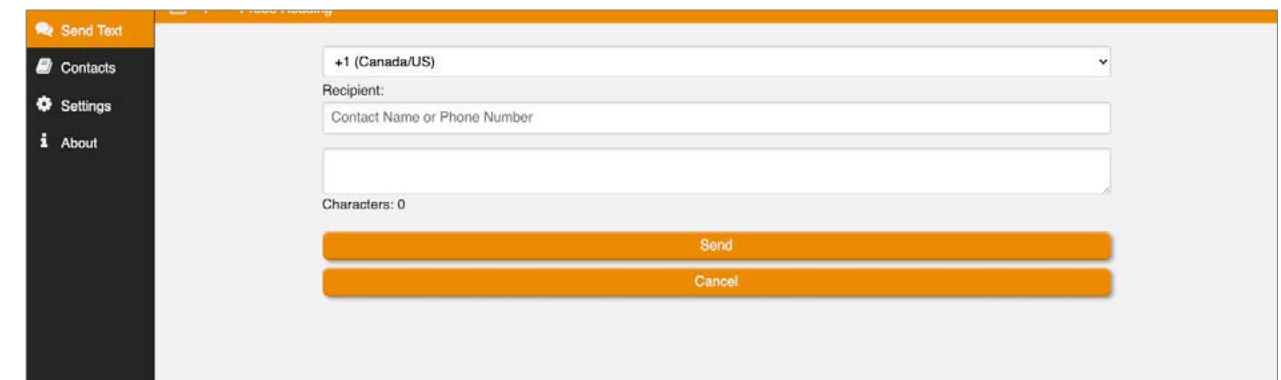 Send Text
Contacts
Settings
About
+1 (Canada/US)
Recipient:
Contact Name or Phone Number
Characters: 0
Send
Cancel